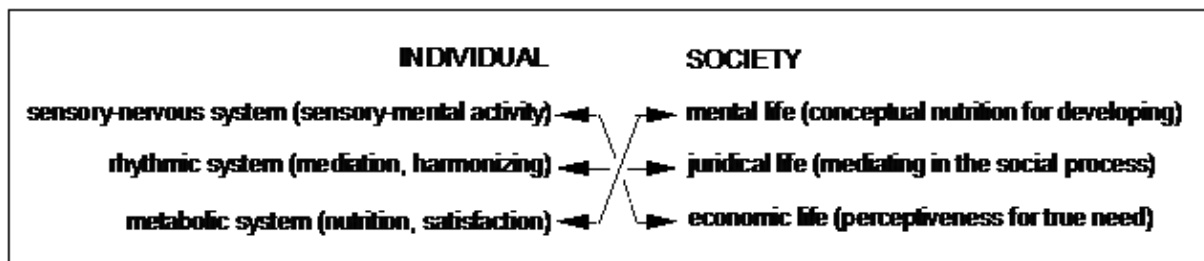 INDIVIDUAL SOCIETY
sensory-nervous system (sensory-mental activity) mental life (conceptual nutrition for developing)
rhythmic system (mediation, harmonizing) juridical life (mediating in the social process)
metabolic system (nutrition, satisfaction) economic life (perceptiveness for true need)